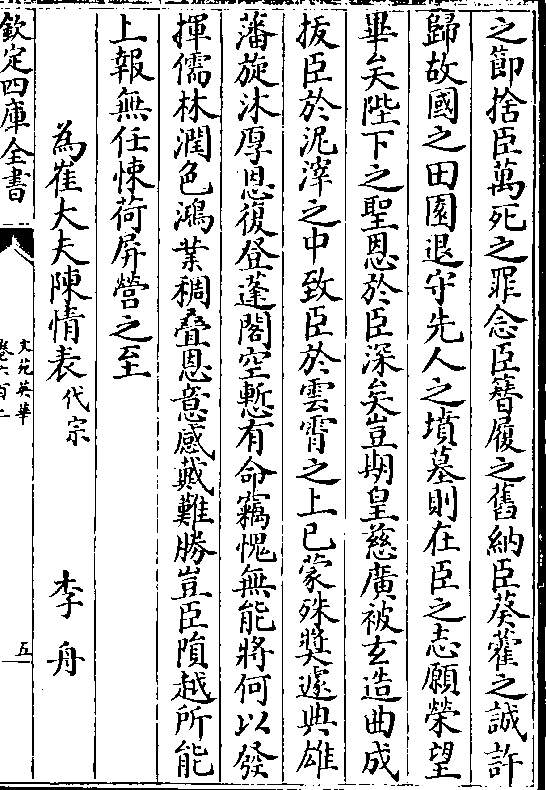 之節捨臣萬死之罪念臣簪履之舊納臣葵藿之誠許
歸故國之田園退守先人之墳墓則在臣之志願榮望
畢矣陛下之聖恩於臣深矣豈期皇慈廣被玄造曲成
拔臣於泥滓之中致臣於雲霄之上已蒙殊奬遽典雄
藩旋沐厚恩復登蓬閣空慙有命竊愧無能將何以發
揮儒林潤色鴻業稠疊恩意感戴難勝豈臣隕越所能
上報無任悚荷屏營之至
為崔大夫陳情表代宗 李舟
欽定四庫全書
文苑英華
卷六百二
五